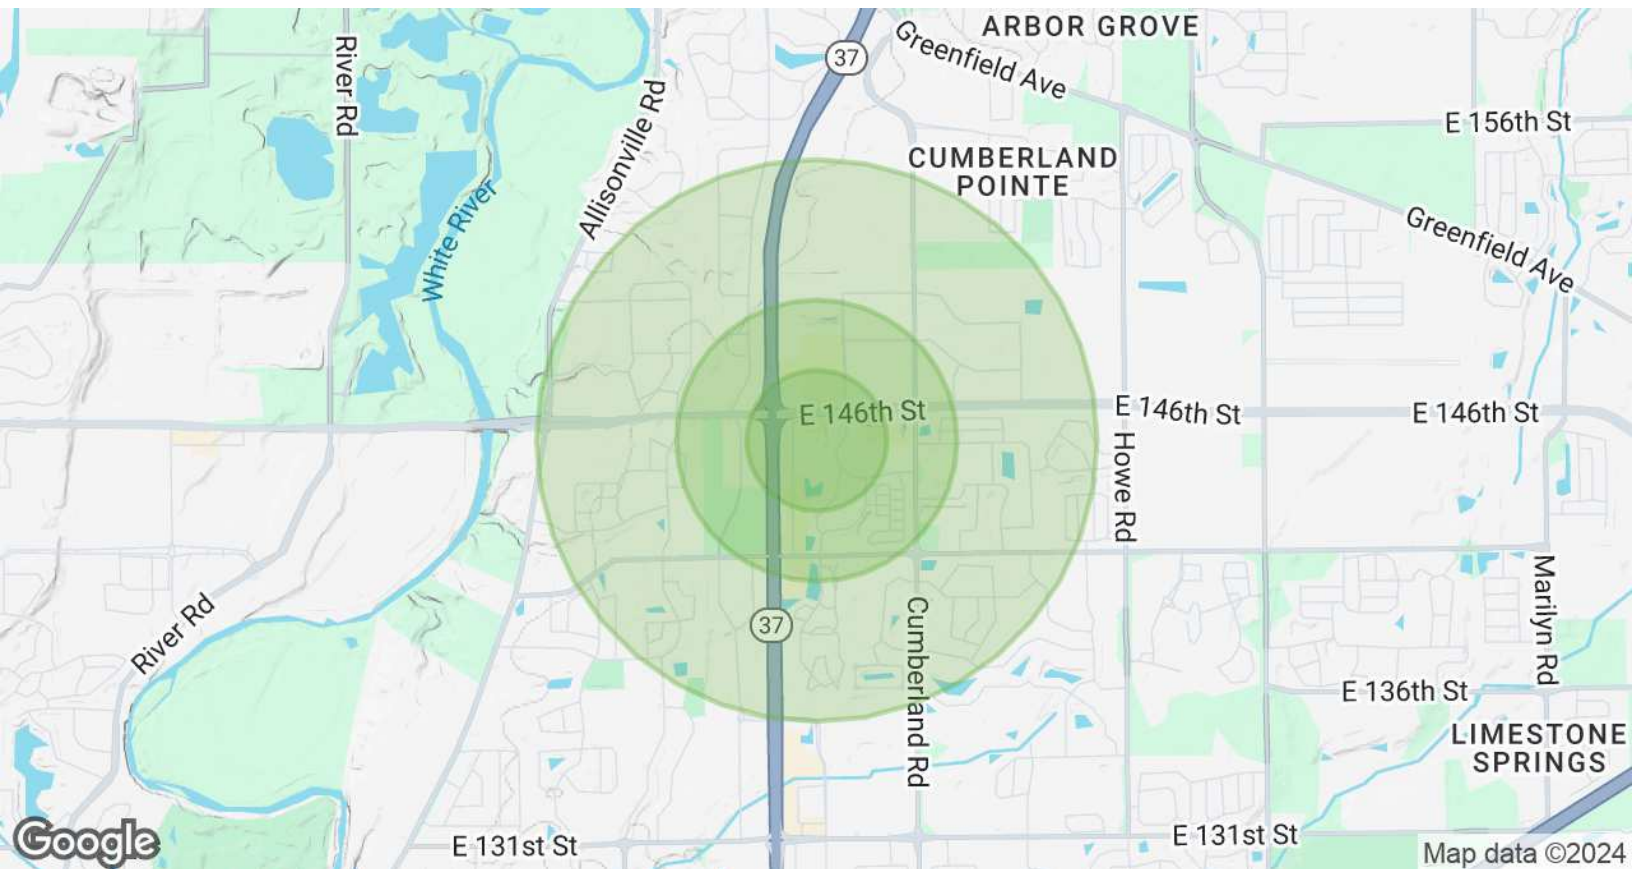 ARBOR GROVE
River Rd
37
Greenfield Ave
Allisonville Rd
E 156th St
CUMBERLAND
POINTE
White River
Greenfield Ave
E 146th St
E 146th St
E 146th St
Howe Rd
Marilyn Rd
River Rd
37
Cumberland Rd
E 136th St
LIMESTONE
SPRINGS
Google
E 131st St
E 131st St
Map data ©2024